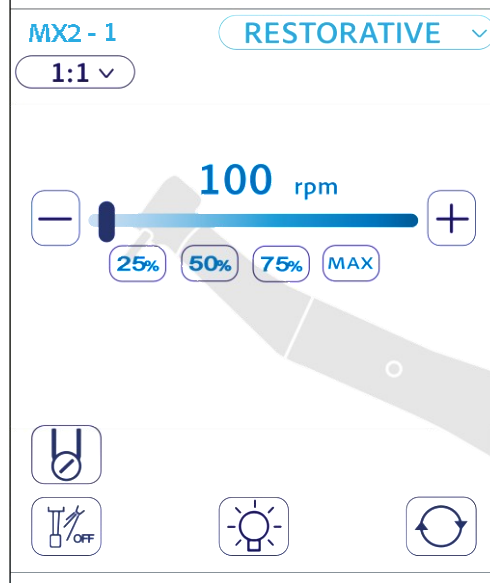 MX2 - 1 RESTORATIVE
1:1
100 rpm
25% 50% 75% MAX
OFF